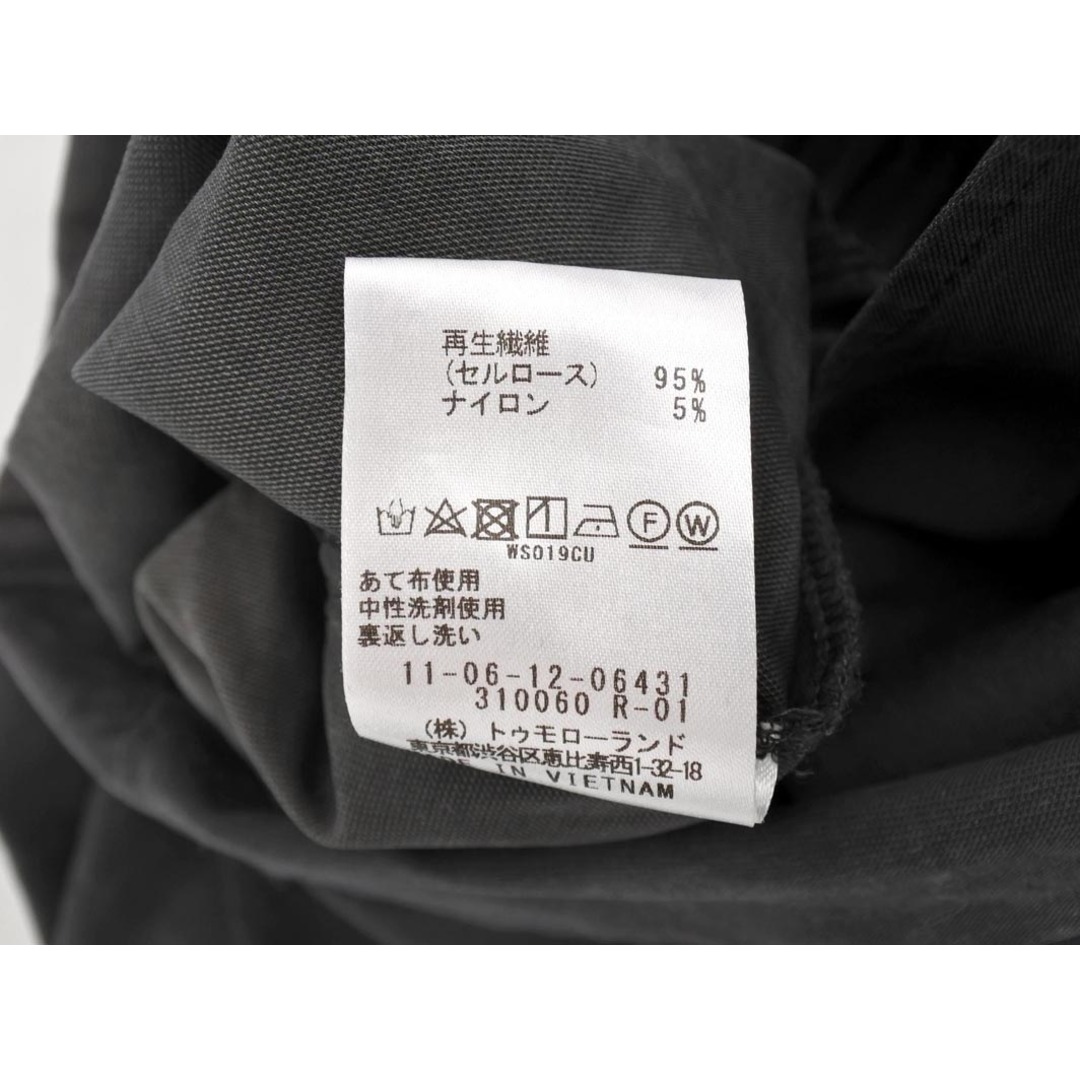 再生繊維
(セルロース) 95%
ナイロン 5%
F W
WS019CU
あて布使用
中性洗剤使用
裏返し洗い
11-06-12-06431
310060 R-01
(株) トゥモローランド
東京都渋谷区恵比寿西1-32-18
IN VIETNAM